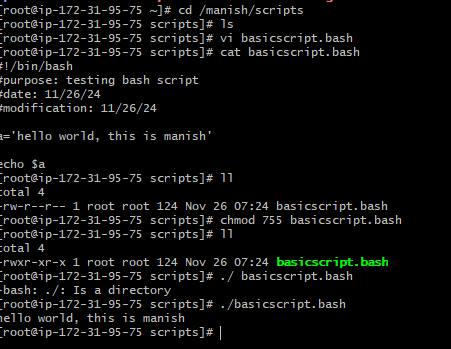 [root@ip-172-31-95-75 ~]# cd /manish/scripts
[root@ip-172-31-95-75 scripts]# ls
[root@ip-172-31-95-75 scripts]# vi basicscript.bash
[root@ip-172-31-95-75 scripts]# cat basicscript.bash
#!/bin/bash
#purpose: testing bash script
#date: 11/26/24
#modification: 11/26/24
a='hello world, this is manish'
echo $a
[root@ip-172-31-95-75 scripts]# ll
total 4
-rw-r--r-- 1 root root 124 Nov 26 07:24 basicscript.bash
[root@ip-172-31-95-75 scripts]# chmod 755 basicscript.bash
[root@ip-172-31-95-75 scripts]# ll
total 4
-rwxr-xr-x 1 root root 124 Nov 26 07:24 basicscript.bash
[root@ip-172-31-95-75 scripts]# ./ basicscript.bash
-bash: ./: Is a directory
[root@ip-172-31-95-75 scripts]# ./basicscript.bash
hello world, this is manish
[root@ip-172-31-95-75 scripts]#